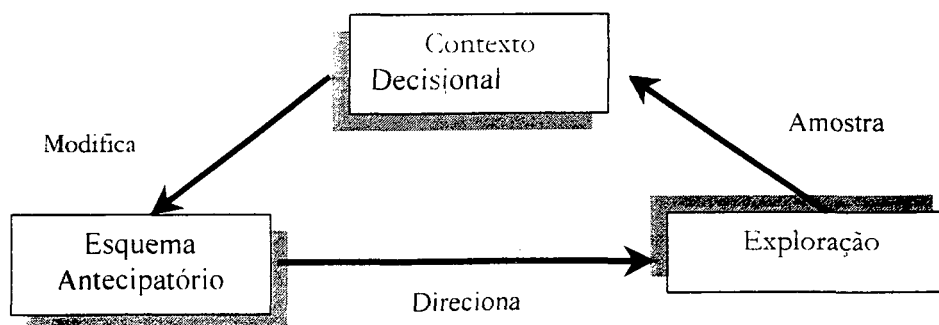 Contexto
Decisional
Modifica
Amostra
Esquema
Antecipatório
Exploração
Direciona